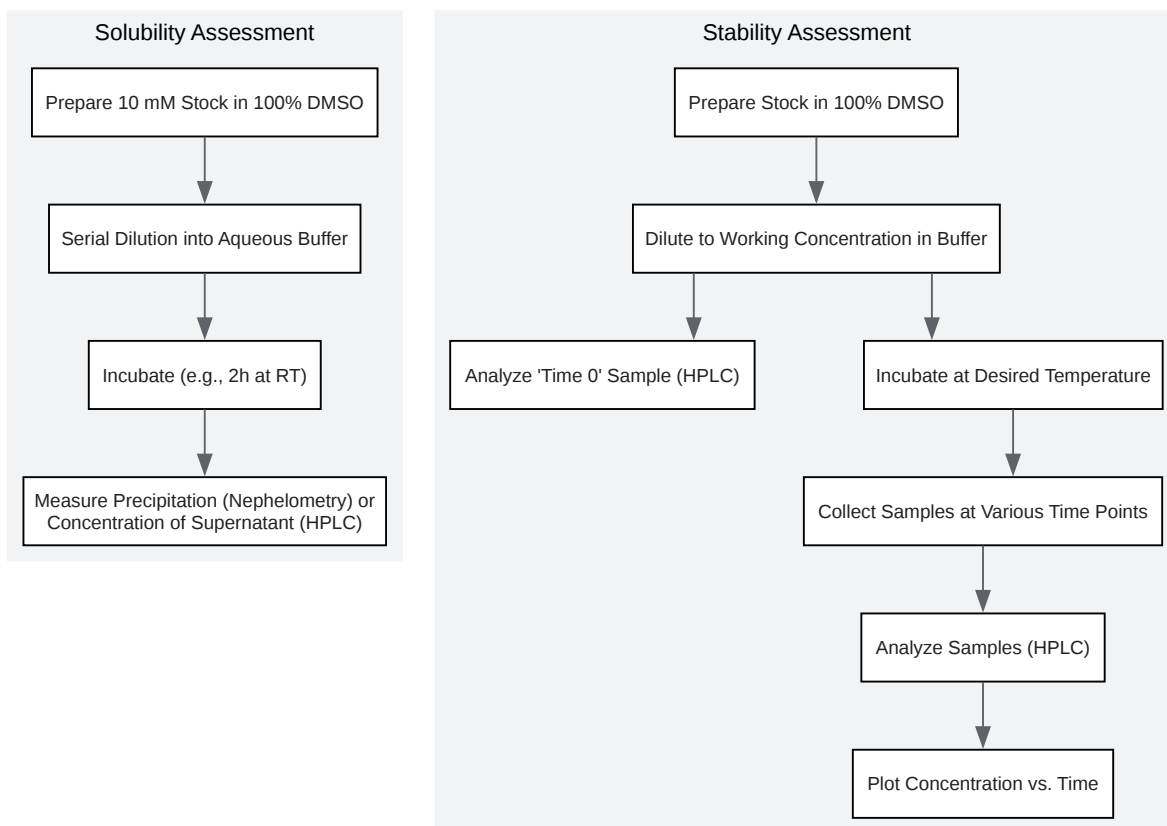 Solubility Assessment
Prepare 10 mM Stock in 100% DMSO
Serial Dilution into Aqueous Buffer
Incubate (e.g., 2h at RT)
Measure Precipitation (Nephelometry) or
Concentration of Supernatant (HPLC)
Stability Assessment
Prepare Stock in 100% DMSO
Dilute to Working Concentration in Buffer
Analyze 'Time 0' Sample (HPLC)
Incubate at Desired Temperature
Collect Samples at Various Time Points
Analyze Samples (HPLC)
Plot Concentration vs. Time